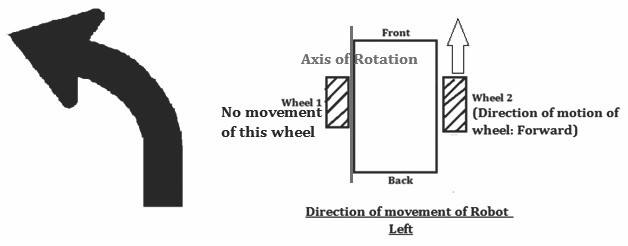 Front
Axis of Rotation
Wheel 1
No movement
of this wheel
Wheel 2
(Direction of motion of
wheel: Forward)
Back
Direction of movement of Robot
Left